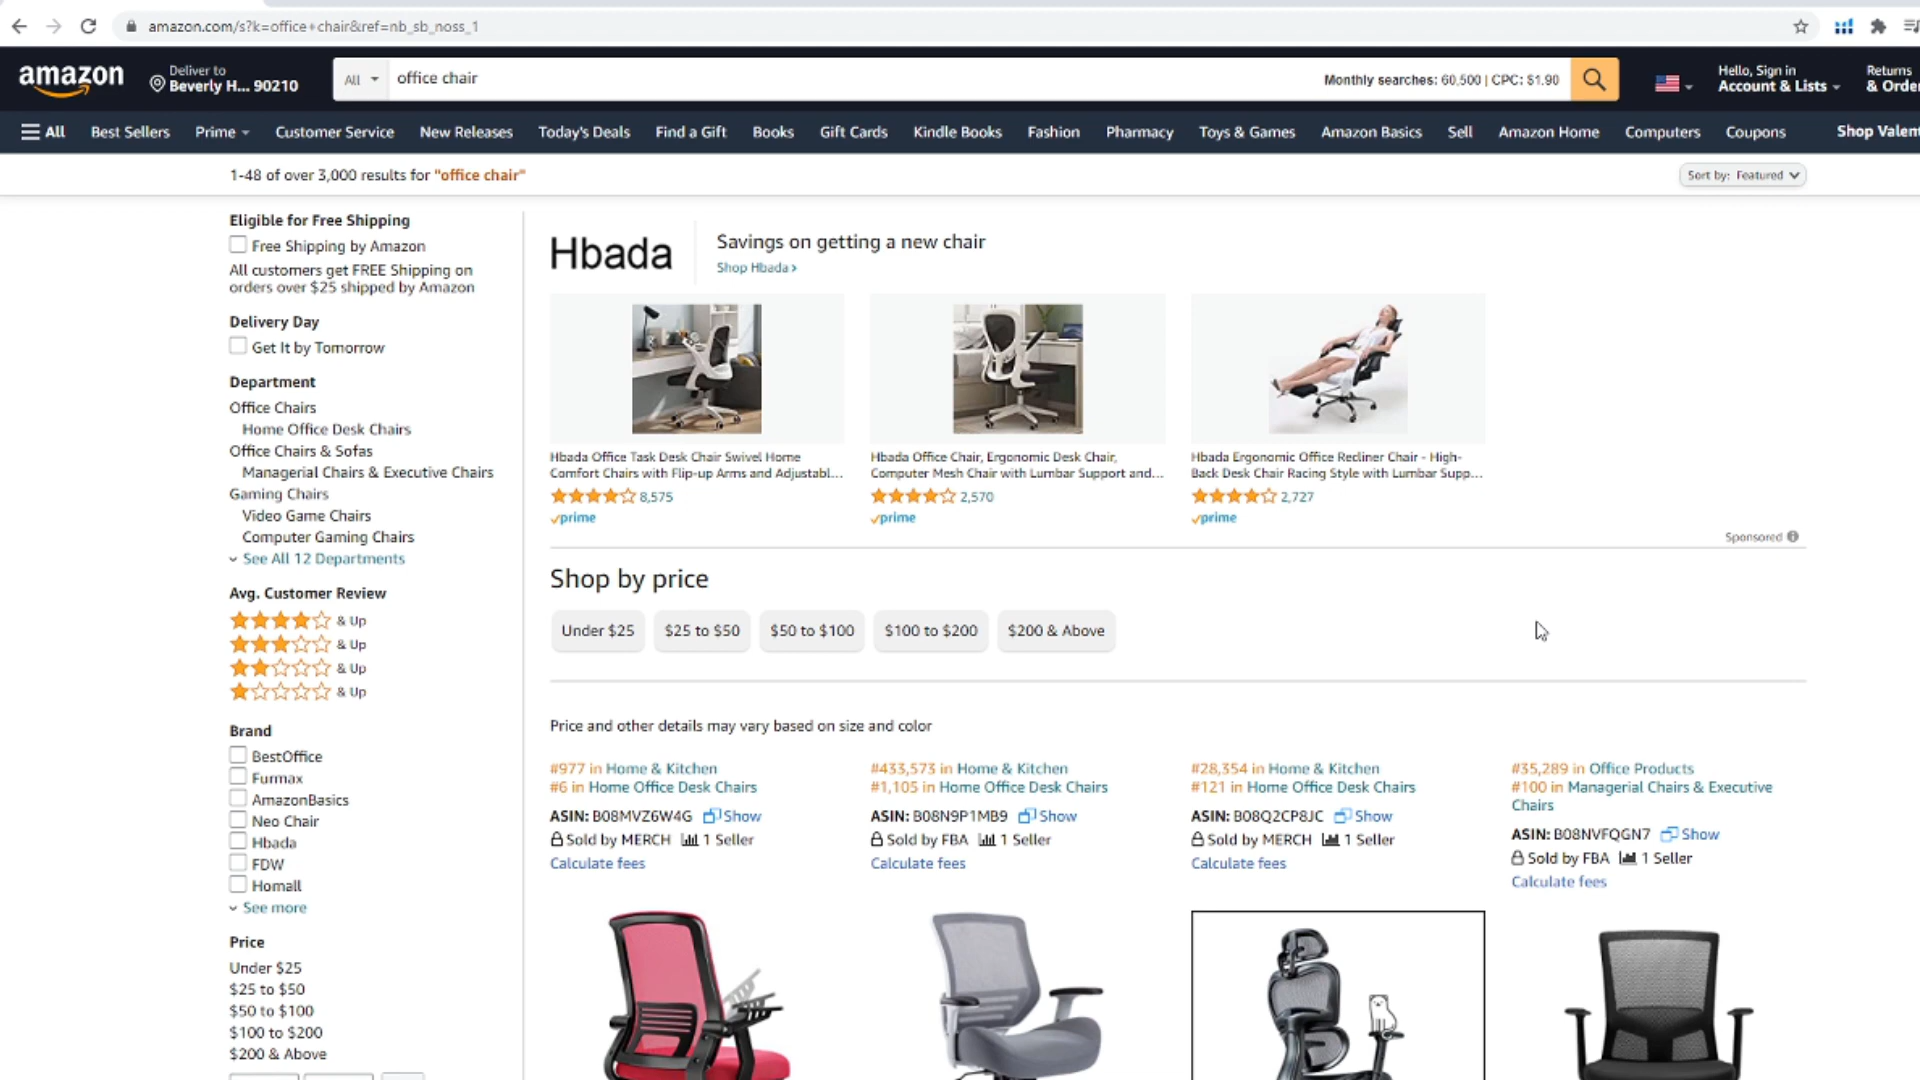 amazon.com/s?k=office+chair&ref=nb_sb_noss_1
amazon
Deliver to
Beverly H... 90210
All
office chair
Monthly searches: 60,500 | CPC: $1.90
Hello, Sign in
Account & Lists
Returns
& Orde
All
Best Sellers
Prime
Customer Service
New Releases
Today's Deals
Find a Gift
Books
Gift Cards
Kindle Books
Fashion
Pharmacy
Toys & Games
Amazon Basics
Sell
Amazon Home
Computers
Coupons
Shop Valen
1-48 of over 3,000 results for "office chair"
Sort by: Featured
Eligible for Free Shipping
Free Shipping by Amazon
All customers get FREE Shipping on
orders over $25 shipped by Amazon
Delivery Day
Get It by Tomorrow
Department
Office Chairs
Home Office Desk Chairs
Office Chairs & Sofas
Managerial Chairs & Executive Chairs
Gaming Chairs
Video Game Chairs
Computer Gaming Chairs
See All 12 Departments
Avg. Customer Review
& Up
& Up
& Up
& Up
Brand
BestOffice
Furmax
AmazonBasics
Neo Chair
Hbada
FDW
Homall
See more
Price
Under $25
$25 to $50
$50 to $100
$100 to $200
$200 & Above
Hbada
Savings on getting a new chair
Shop Hbada ›
Hbada Office Task Desk Chair Swivel Home
Comfort Chairs with Flip-up Arms and Adjustabl...
8,575
prime
Hbada Office Chair, Ergonomic Desk Chair,
Computer Mesh Chair with Lumbar Support and...
2,570
prime
Hbada Ergonomic Office Recliner Chair - High-
Back Desk Chair Racing Style with Lumbar Supp...
2,727
prime
Sponsored
Shop by price
Under $25
$25 to $50
$50 to $100
$100 to $200
$200 & Above
Price and other details may vary based on size and color
#977 in Home & Kitchen
#6 in Home Office Desk Chairs
ASIN: B08MVZ6W4G Show
Sold by MERCH 1 Seller
Calculate fees
#433,573 in Home & Kitchen
#1,105 in Home Office Desk Chairs
ASIN: B08N9P1MB9 Show
Sold by FBA 1 Seller
Calculate fees
#28,354 in Home & Kitchen
#121 in Home Office Desk Chairs
ASIN: B08Q2CP8JC Show
Sold by MERCH 1 Seller
Calculate fees
#35,289 in Office Products
#100 in Managerial Chairs & Executive
Chairs
ASIN: B08NVFQGN7 Show
Sold by FBA 1 Seller
Calculate fees